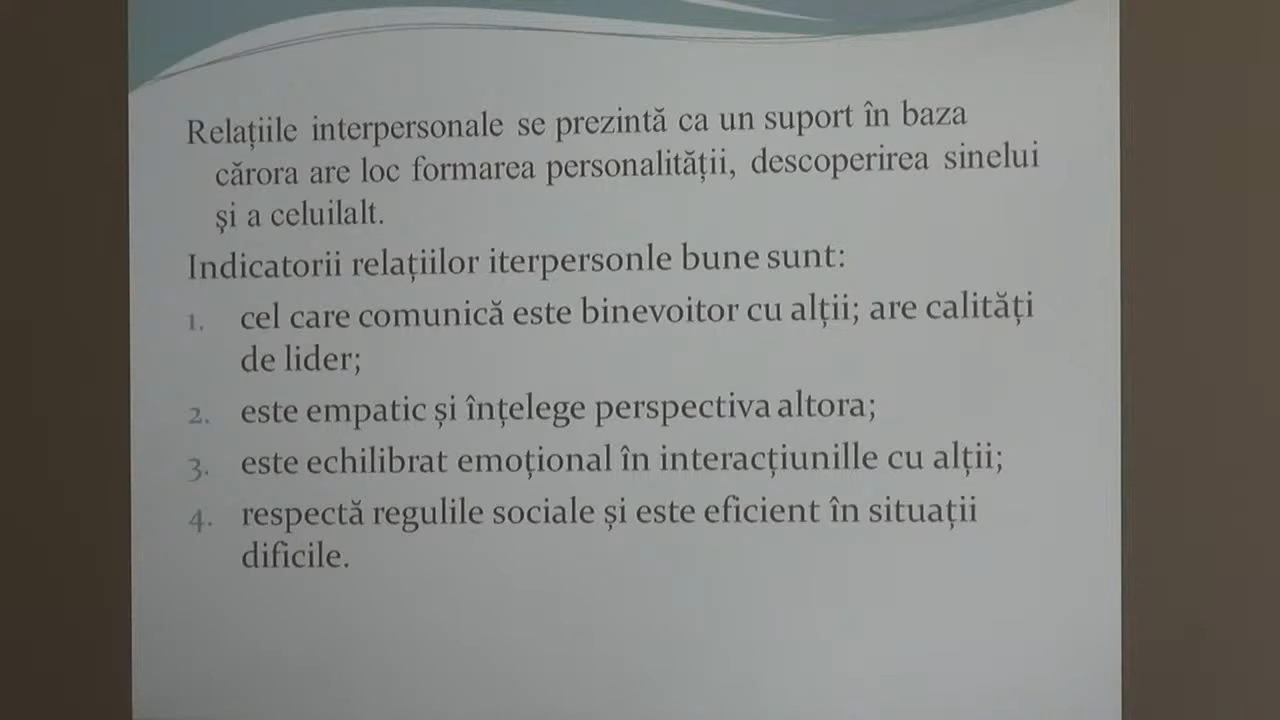 Relațiile interpersonale se prezintă ca un suport în baza
cărora are loc formarea personalității, descoperirea sinelui
şi a celuilalt.
Indicatorii relațiilor iterpersonle bune sunt:
1. cel care comunică este binevoitor cu alții; are calități
de lider;
2. este empatic și înțelege perspectiva altora;
3. este echilibrat emoțional în interacțiunille cu alții;
4. respectă regulile sociale și este eficient în situații
dificile.